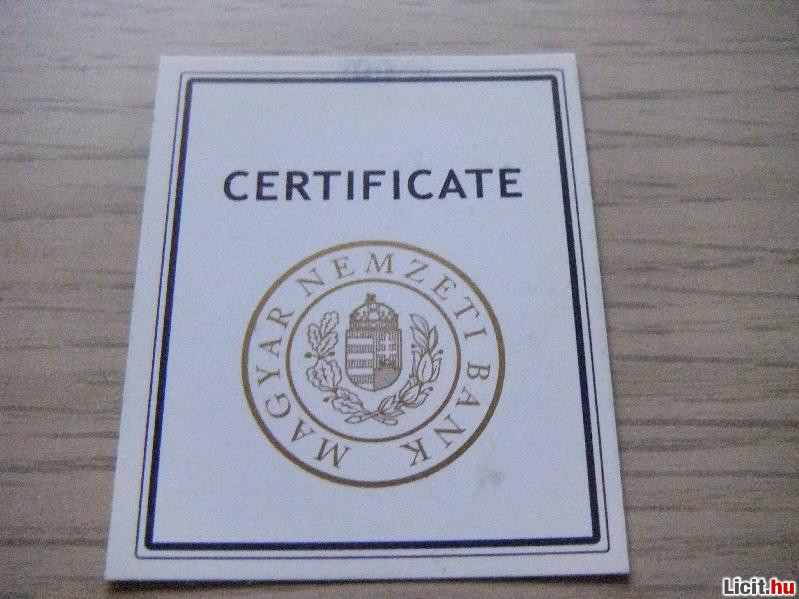 CERTIFICATE
MAGYAR NEMZETI BANK
Licit.hu